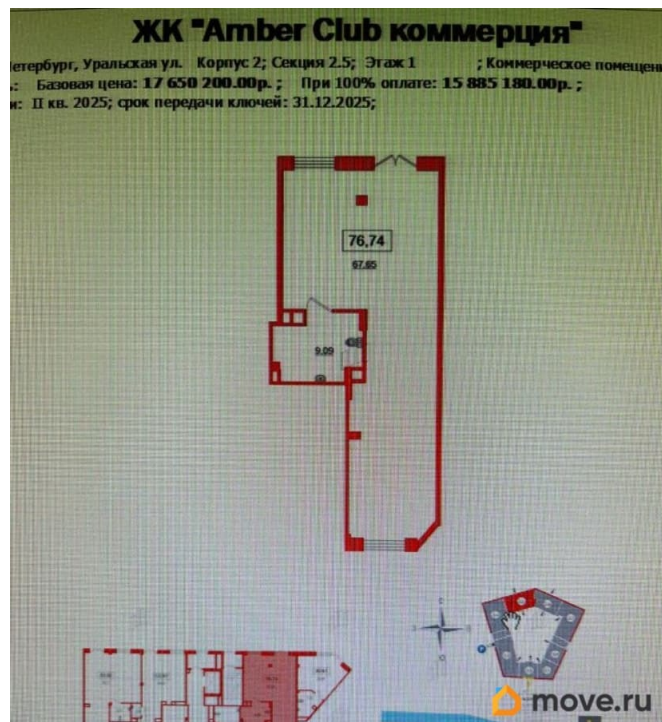 ЖК "Amber Club коммерция"
Петербург, Уральская ул. Корпус 2; Секция 2.5; Этаж 1 ; Коммерческое помещени
Базовая цена: 17 650 200.00р. ; При 100% оплате: 15 885 180.00р. ;
II кв. 2025; срок передачи ключей: 31.12.2025;
76,74
67.65
9.09
С
Ю
move.ru